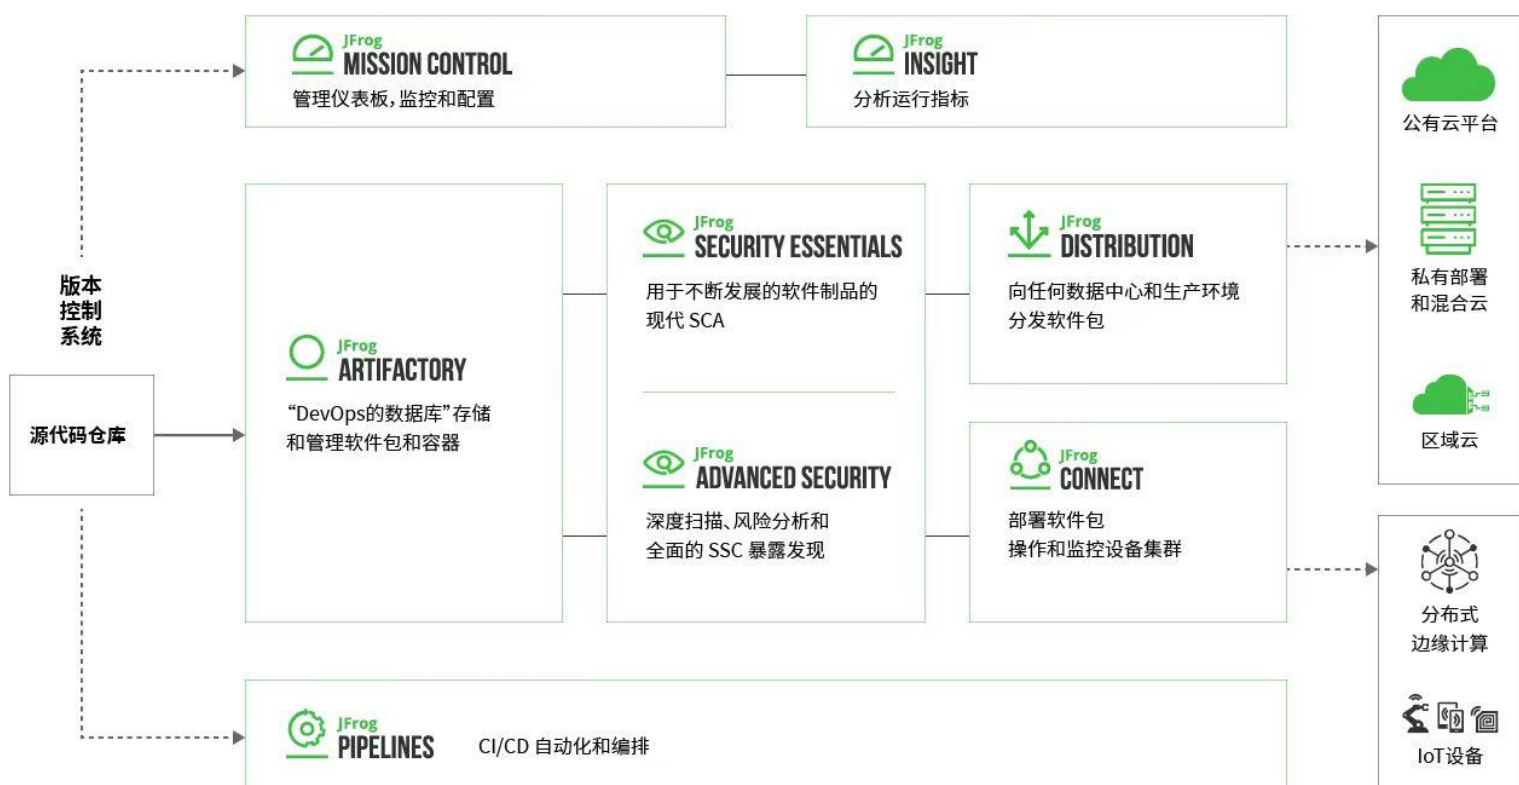 JFrog
MISSION CONTROL
管理仪表板，监控和配置
JFrog
INSIGHT
分析运行指标
版本
控制
系统
源代码仓库
JFrog
ARTIFACTORY
“DevOps的数据库”存储
和管理软件包和容器
JFrog
SECURITY ESSENTIALS
用于不断发展的软件制品的
现代 SCA
JFrog
ADVANCED SECURITY
深度扫描、风险分析和
全面的 SSC 暴露发现
JFrog
DISTRIBUTION
向任何数据中心和生产环境
分发软件包
JFrog
CONNECT
部署软件包
操作和监控设备集群
JFrog
PIPELINES
CI/CD 自动化和编排
公有云平台
私有部署
和混合云
区域云
分布式
边缘计算
IoT设备